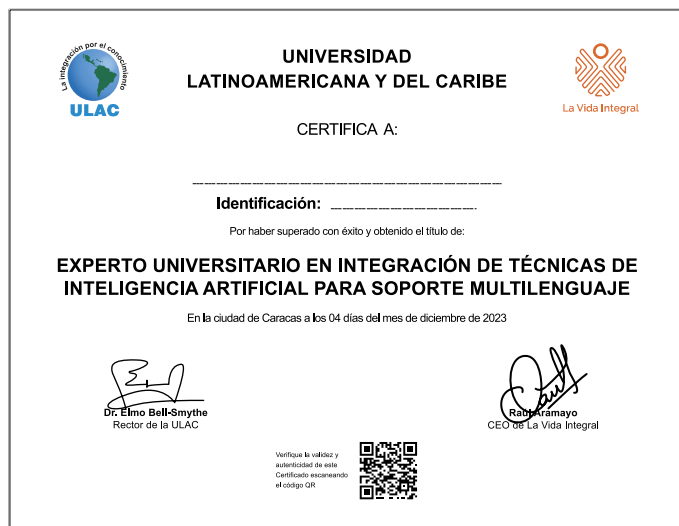 La integración por el conocimiento
ULAC
UNIVERSIDAD
LATINOAMERICANA Y DEL CARIBE
La Vida Integral
CERTIFICA A:
Identificación:
Por haber superado con éxito y obtenido el título de:
EXPERTO UNIVERSITARIO EN INTEGRACIÓN DE TÉCNICAS DE
INTELIGENCIA ARTIFICIAL PARA SOPORTE MULTILENGUAJE
En la ciudad de Caracas a los 04 días del mes de diciembre de 2023
Dr. Elmo Bell-Smythe
Rector de la ULAC
Raúl Aramayo
CEO de La Vida Integral
Verifique la validez y
autenticidad de este
Certificado escaneando
el código QR